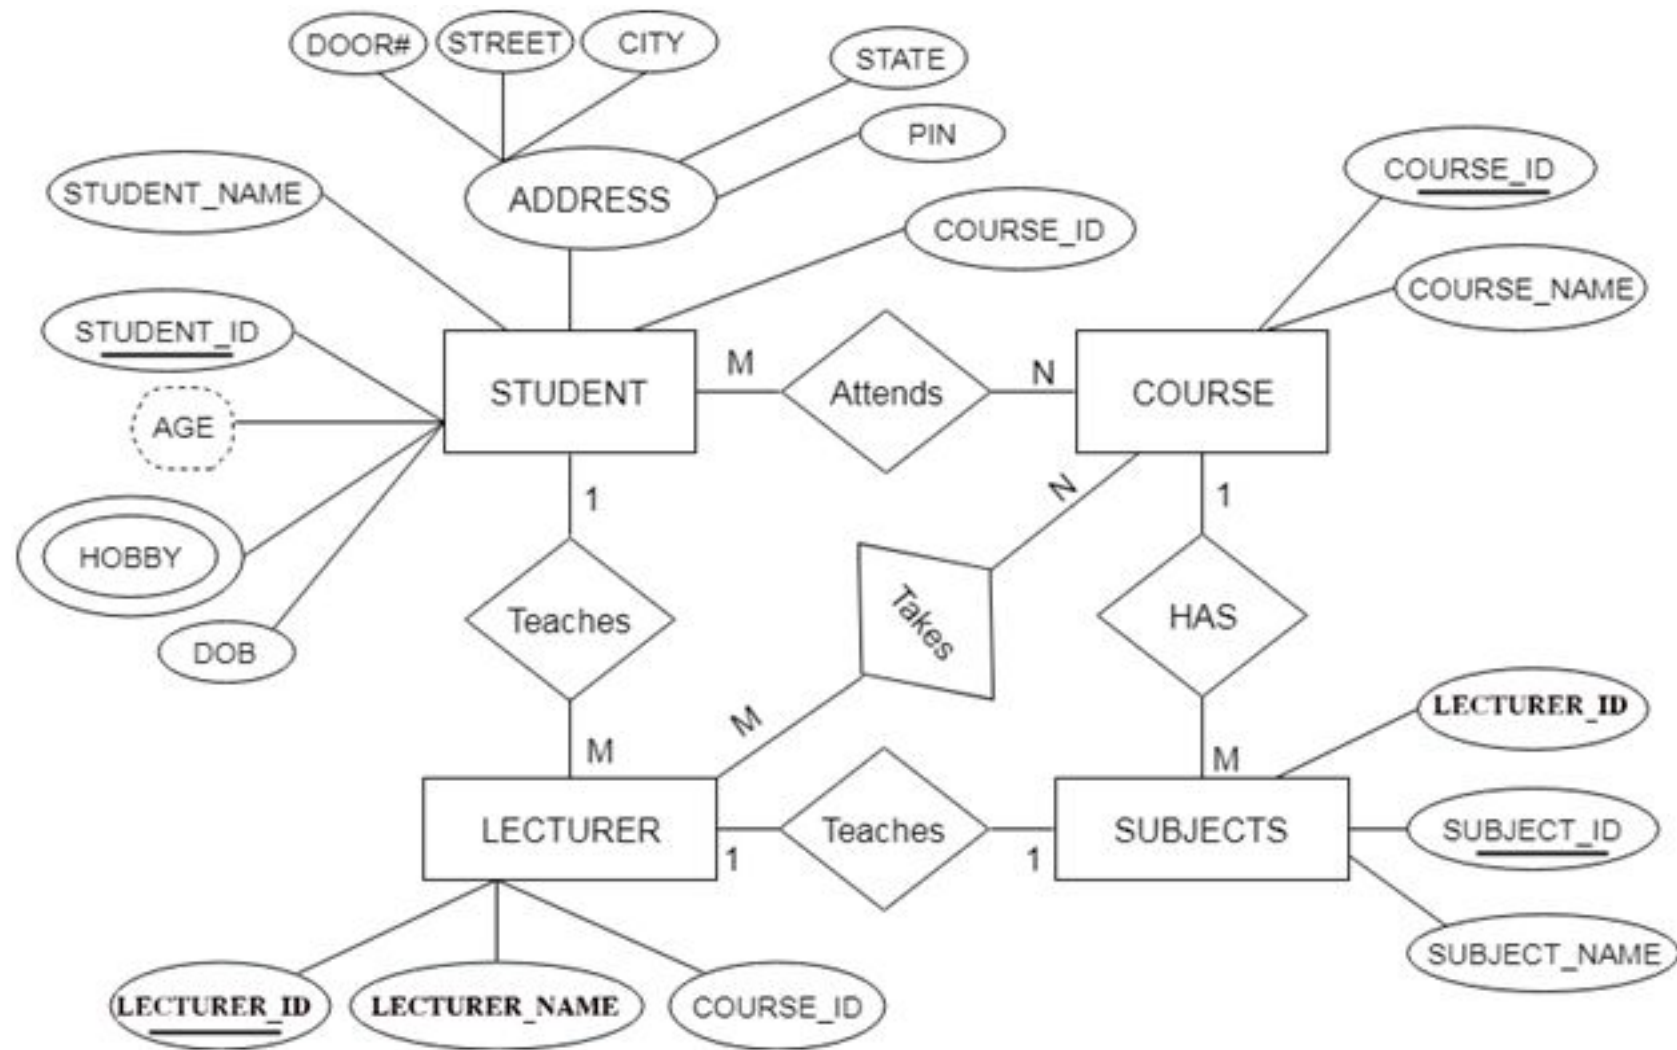 DOOR#
STREET
CITY
STATE
PIN
ADDRESS
STUDENT_NAME
COURSE_ID
COURSE_ID
COURSE_NAME
STUDENT_ID
AGE
HOBBY
DOB
STUDENT
M
Attends
N
COURSE
1
N
1
Teaches
Takes
HAS
M
M
M
LECTURER_ID
LECTURER
1
Teaches
1
SUBJECTS
SUBJECT_ID
SUBJECT_NAME
LECTURER_ID
LECTURER_NAME
COURSE_ID